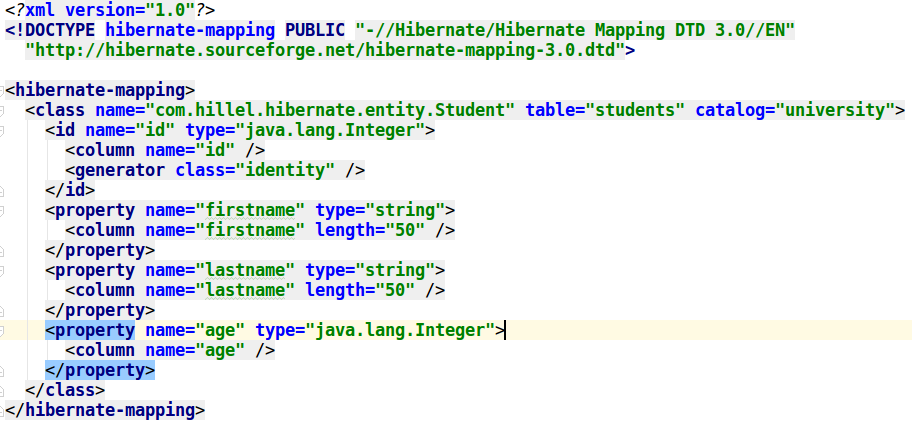 <?xml version="1.0"?>
<!DOCTYPE hibernate-mapping PUBLIC "-//Hibernate/Hibernate Mapping DTD 3.0//EN"
  "http://hibernate.sourceforge.net/hibernate-mapping-3.0.dtd">

<hibernate-mapping>
  <class name="com.hillel.hibernate.entity.Student" table="students" catalog="university">
    <id name="id" type="java.lang.Integer">
      <column name="id" />
      <generator class="identity" />
    </id>
    <property name="firstname" type="string">
      <column name="firstname" length="50" />
    </property>
    <property name="lastname" type="string">
      <column name="lastname" length="50" />
    </property>
    <property name="age" type="java.lang.Integer">
      <column name="age" />
    </property>
  </class>
</hibernate-mapping>